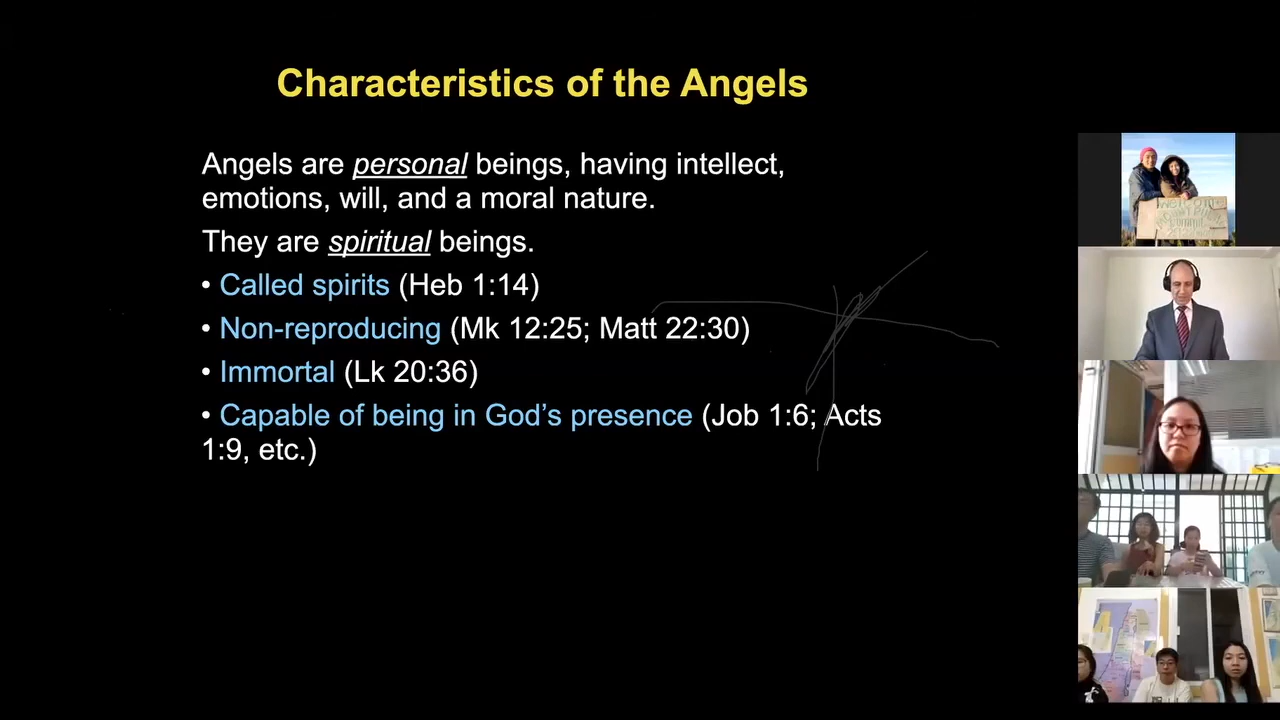 Characteristics of the Angels
Angels are personal beings, having intellect,
emotions, will, and a moral nature.
They are spiritual beings.
• Called spirits (Heb 1:14)
• Non-reproducing (Mk 12:25; Matt 22:30)
• Immortal (Lk 20:36)
• Capable of being in God’s presence (Job 1:6; Acts
1:9, etc.)